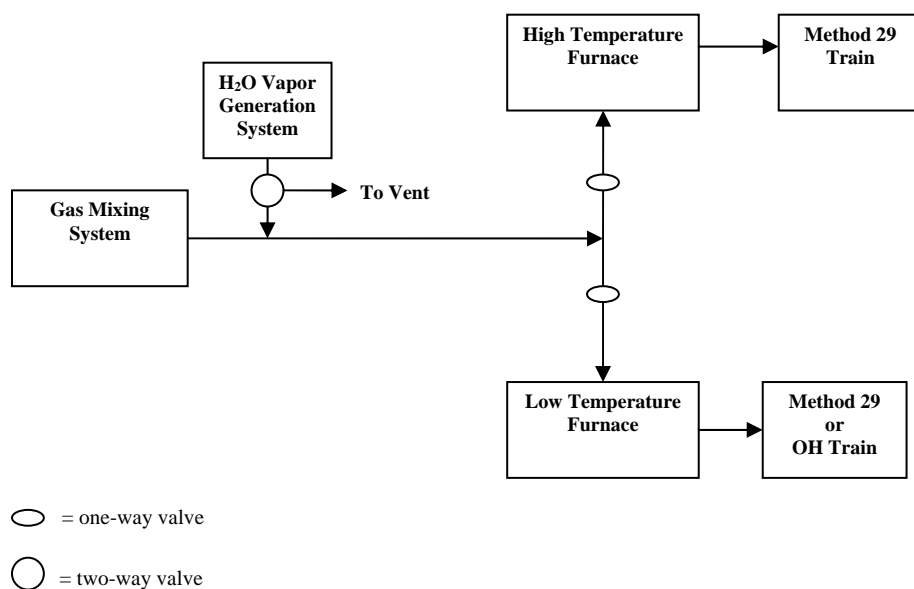 High Temperature
Furnace
Method 29
Train
H₂O Vapor
Generation
System
To Vent
Gas Mixing
System
Low Temperature
Furnace
Method 29
or
OH Train
= one-way valve
= two-way valve